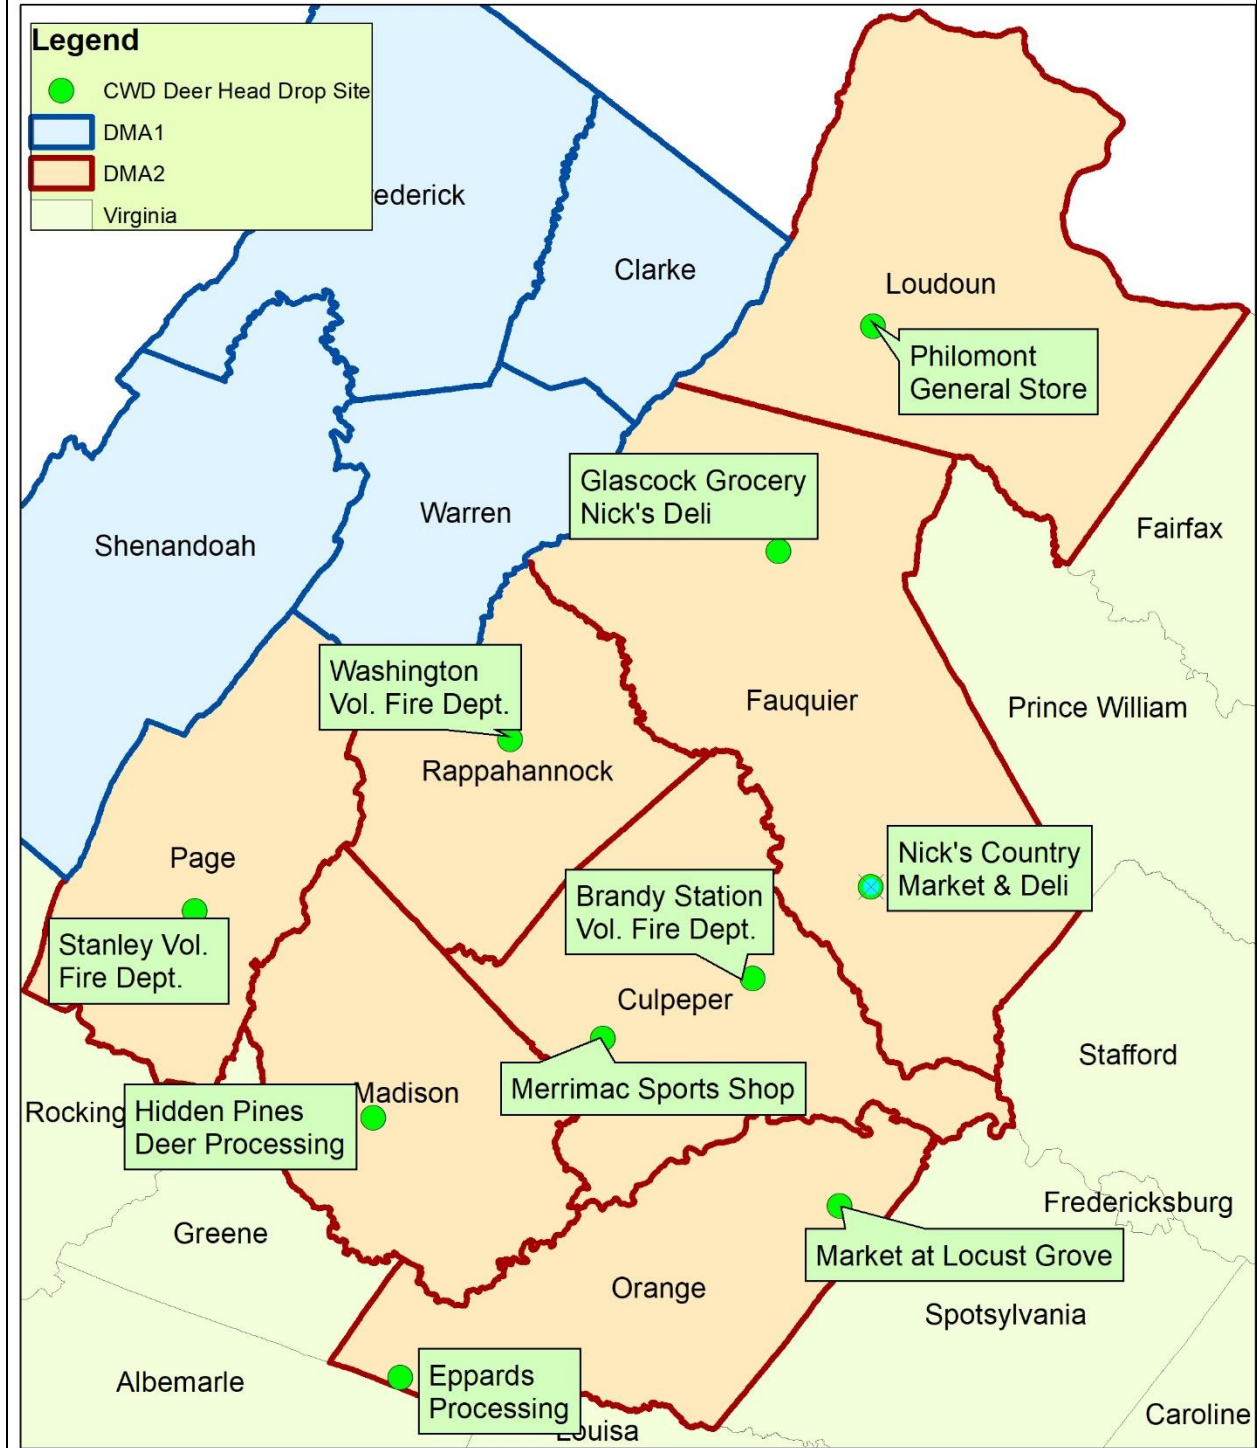 Legend
CWD Deer Head Drop Site
DMA1
DMA2
Virginia
ederick
Clarke
Loudoun
Philomont
General Store
Glascock Grocery
Nick's Deli
Warren
Shenandoah
Fairfax
Washington
Vol. Fire Dept.
Fauquier
Prince William
Rappahannock
Page
Nick's Country
Market & Deli
Brandy Station
Vol. Fire Dept.
Stanley Vol.
Fire Dept.
Culpeper
Stafford
Merrimac Sports Shop
Madison
Rocking
Hidden Pines
Deer Processing
Fredericksburg
Greene
Market at Locust Grove
Orange
Spotsylvania
Albemarle
Eppards
Processing
Caroline
Louisa